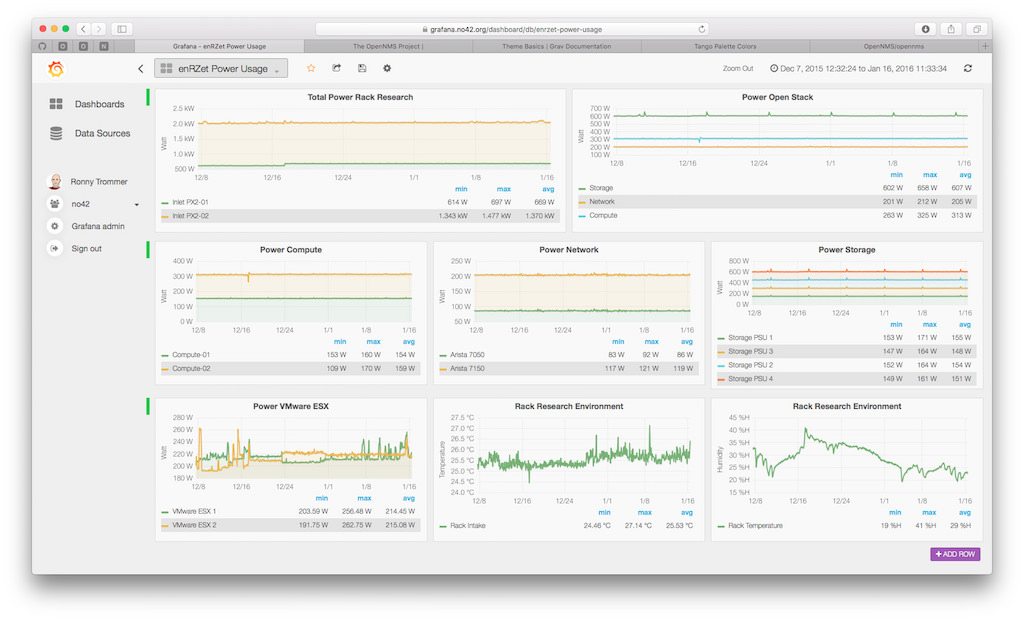 grafana.no42.org/dashboard/db/enrzet-power-usage
Grafana - enRZet Power Usage
The OpenNMS Project |
Theme Basics | Grav Documentation
Tango Palette Colors
OpenNMS/opennms
enRZet Power Usage
Zoom Out
Dec 7, 2015 12:32:24 to Jan 16, 2016 11:33:34
Dashboards
Data Sources
Ronny Trommer
no42
Grafana admin
Sign out
Total Power Rack Research
Watt
2.5 kW
2.0 kW
1.5 kW
1.0 kW
500 W
12/8 12/16 12/24 1/1 1/8 1/16
min max avg
Inlet PX2-01 614 W 697 W 669 W
Inlet PX2-02 1.343 kW 1.477 kW 1.370 kW
Power Open Stack
Watt
700 W
600 W
500 W
400 W
300 W
200 W
100 W
12/8 12/16 12/24 1/1 1/8 1/16
min max avg
Storage 602 W 658 W 607 W
Network 201 W 212 W 205 W
Compute 263 W 325 W 313 W
Power Compute
Watt
400 W
300 W
200 W
100 W
0 W
12/8 12/16 12/24 1/1 1/8 1/16
min max avg
Compute-01 153 W 160 W 154 W
Compute-02 109 W 170 W 159 W
Power Network
Watt
250 W
200 W
150 W
100 W
50 W
12/8 12/16 12/24 1/1 1/8 1/16
min max avg
Arista 7050 83 W 92 W 86 W
Arista 7150 117 W 121 W 119 W
Power Storage
Watt
800 W
600 W
400 W
200 W
0 W
12/8 12/16 12/24 1/1 1/8 1/16
min max avg
Storage PSU 1 153 W 171 W 155 W
Storage PSU 3 147 W 164 W 148 W
Storage PSU 2 152 W 164 W 154 W
Storage PSU 4 149 W 161 W 151 W
Power VMware ESX
Watt
280 W
260 W
240 W
220 W
200 W
180 W
12/8 12/16 12/24 1/1 1/8 1/16
min max avg
VMware ESX 1 203.59 W 256.48 W 214.45 W
VMware ESX 2 191.75 W 262.75 W 215.08 W
Rack Research Environment
Temperature
27.5 °C
27.0 °C
26.5 °C
26.0 °C
25.5 °C
25.0 °C
24.5 °C
24.0 °C
12/8 12/16 12/24 1/1 1/8 1/16
min max avg
Rack Intake 24.46 °C 27.14 °C 25.53 °C
Rack Research Environment
Humidity
45 %H
40 %H
35 %H
30 %H
25 %H
20 %H
15 %H
12/8 12/16 12/24 1/1 1/8 1/16
min max avg
Rack Temperature 19 %H 41 %H 29 %H
+ ADD ROW